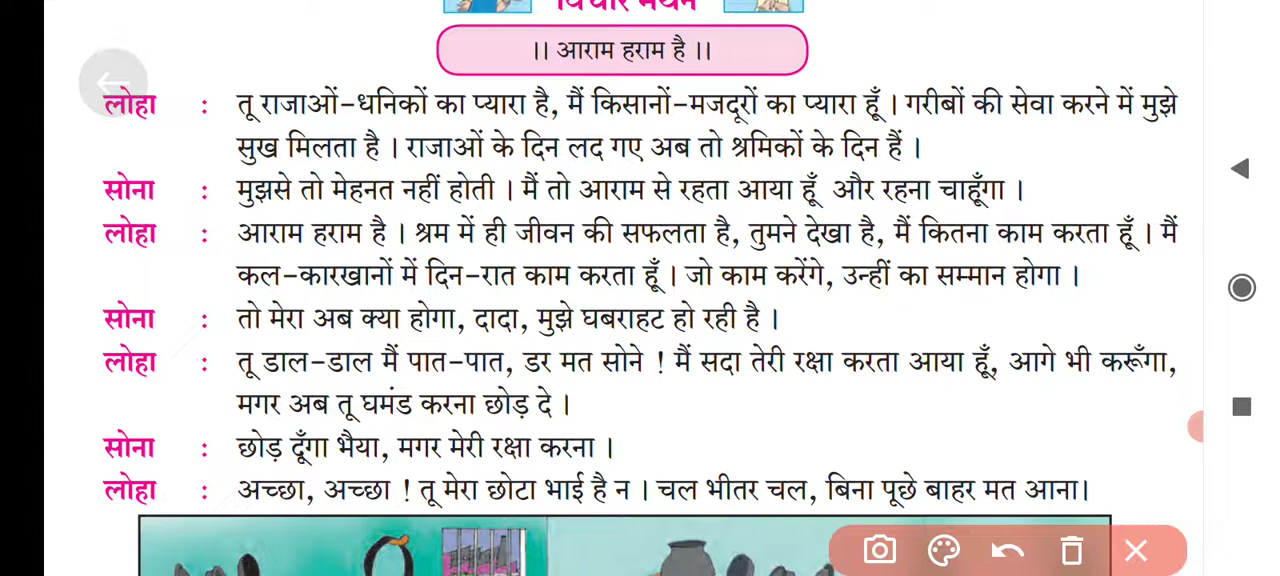 विचार मंथन
।। आराम हराम है ।।
लोहा : तू राजाओं-धनिकों का प्यारा है, मैं किसानों-मजदूरों का प्यारा हूँ । गरीबों की सेवा करने में मुझे
सुख मिलता है । राजाओं के दिन लद गए अब तो श्रमिकों के दिन हैं ।
सोना : मुझसे तो मेहनत नहीं होती । मैं तो आराम से रहता आया हूँ और रहना चाहूँगा ।
लोहा : आराम हराम है । श्रम में ही जीवन की सफलता है, तुमने देखा है, मैं कितना काम करता हूँ । मैं
कल-कारखानों में दिन-रात काम करता हूँ । जो काम करेंगे, उन्हीं का सम्मान होगा ।
सोना : तो मेरा अब क्या होगा, दादा, मुझे घबराहट हो रही है ।
लोहा : तू डाल-डाल मैं पात-पात, डर मत सोने ! मैं सदा तेरी रक्षा करता आया हूँ, आगे भी करूँगा,
मगर अब तू घमंड करना छोड़ दे ।
सोना : छोड़ दूँगा भैया, मगर मेरी रक्षा करना ।
लोहा : अच्छा, अच्छा ! तू मेरा छोटा भाई है न । चल भीतर चल, बिना पूछे बाहर मत आना।